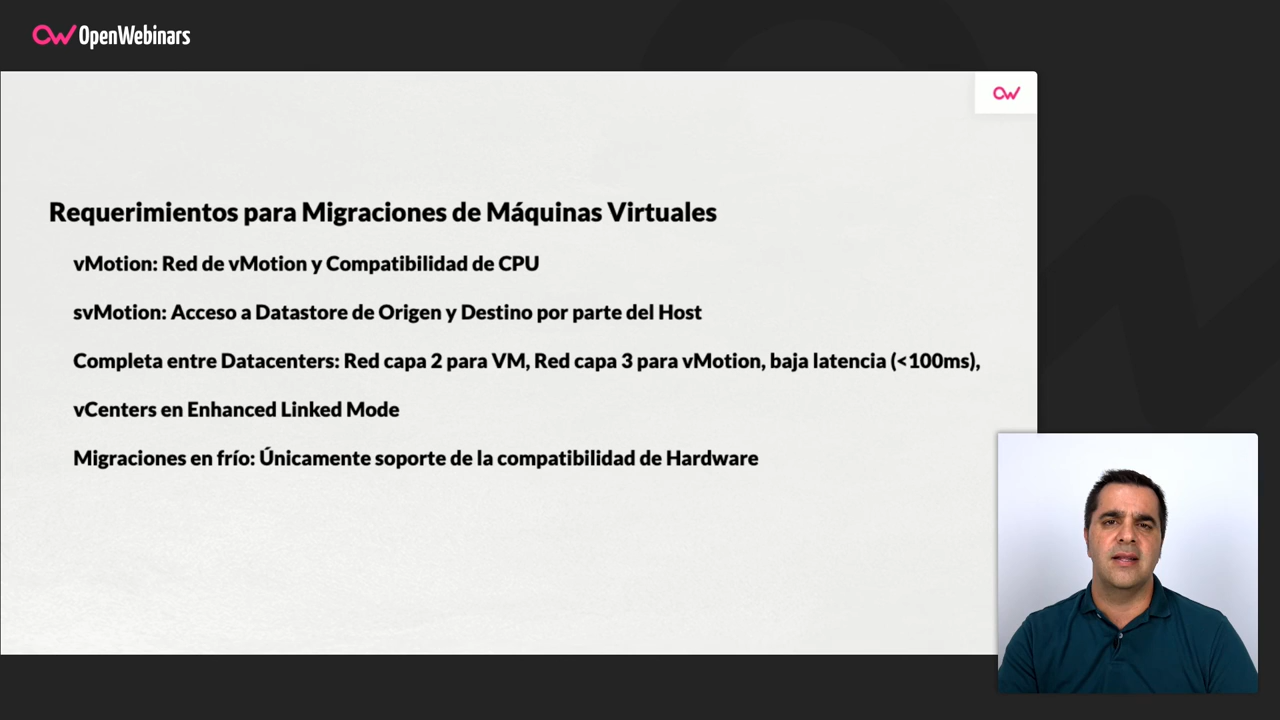 OpenWebinars
Requerimientos para Migraciones de Máquinas Virtuales
vMotion: Red de vMotion y Compatibilidad de CPU
svMotion: Acceso a Datastore de Origen y Destino por parte del Host
Completa entre Datacenters: Red capa 2 para VM, Red capa 3 para vMotion, baja latencia (<100ms),
vCenters en Enhanced Linked Mode
Migraciones en frío: Únicamente soporte de la compatibilidad de Hardware